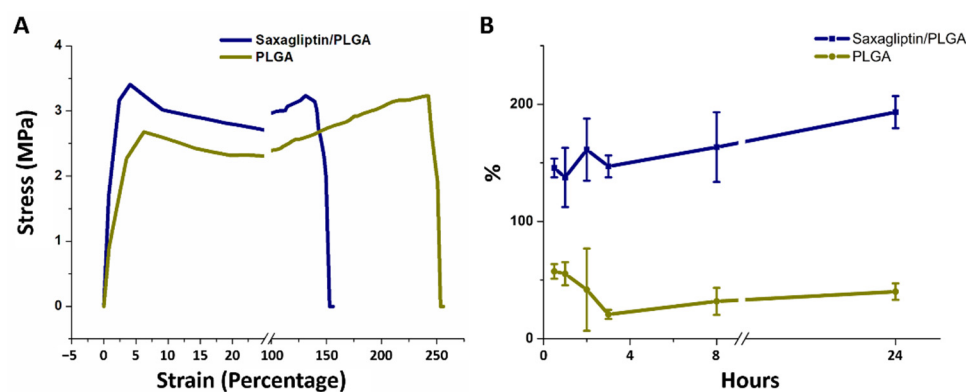 A
Saxagliptin/PLGA
PLGA
Stress (MPa)
4
3
2
1
0
−5 0 5 10 15 20 100 150 200 250
Strain (Percentage)
B
Saxagliptin/PLGA
PLGA
%
200
100
0
0 4 8 24
Hours